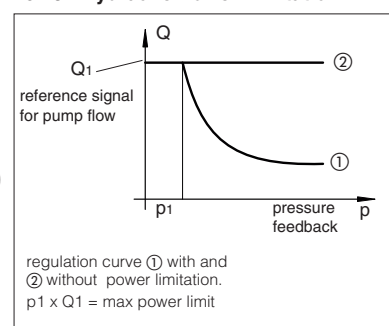 Q
Q1
②
reference signal
for pump flow
①
p1
pressure
feedback
p
regulation curve ① with and
② without power limitation.
p1 x Q1 = max power limit